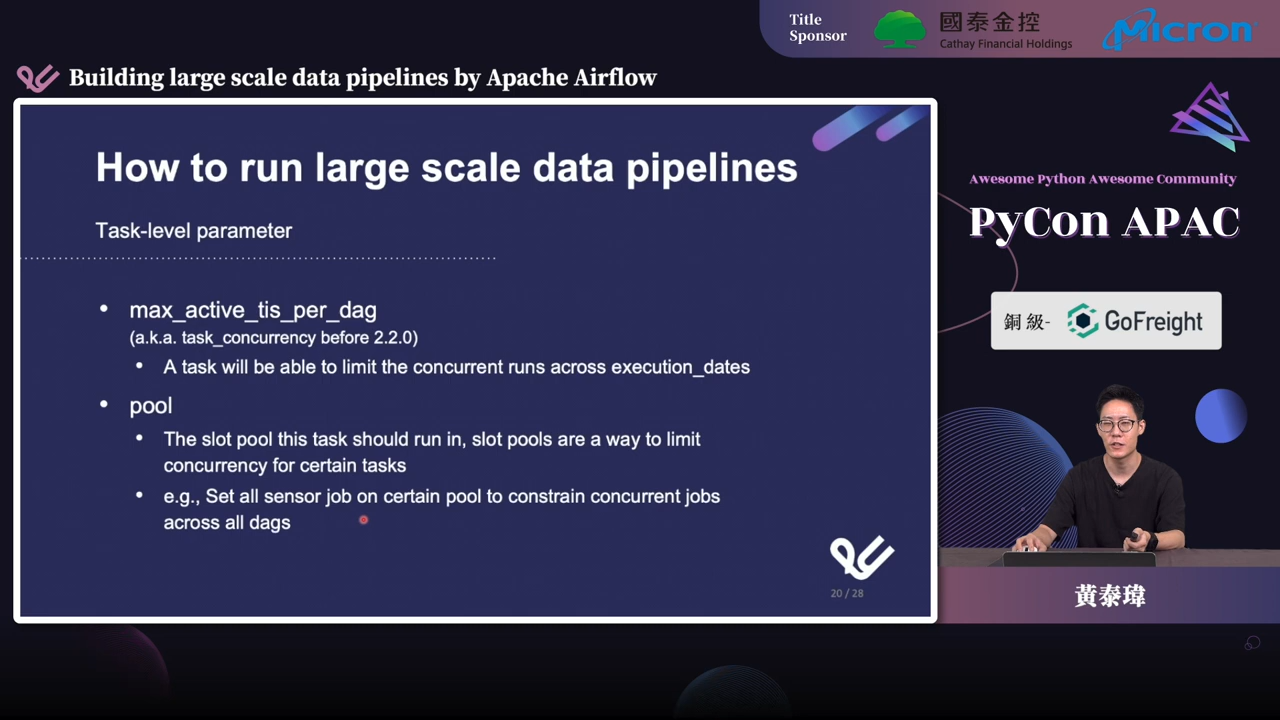 Title
Sponsor
國泰金控
Cathay Financial Holdings
Micron
Building large scale data pipelines by Apache Airflow
How to run large scale data pipelines
Task-level parameter
• max_active_tis_per_dag
(a.k.a. task_concurrency before 2.2.0)
• A task will be able to limit the concurrent runs across execution_dates
• pool
• The slot pool this task should run in, slot pools are a way to limit
concurrency for certain tasks
• e.g., Set all sensor job on certain pool to constrain concurrent jobs
across all dags
20 / 28
Awesome Python Awesome Community
PyCon APAC
銅級-
GoFreight
黃泰瑋